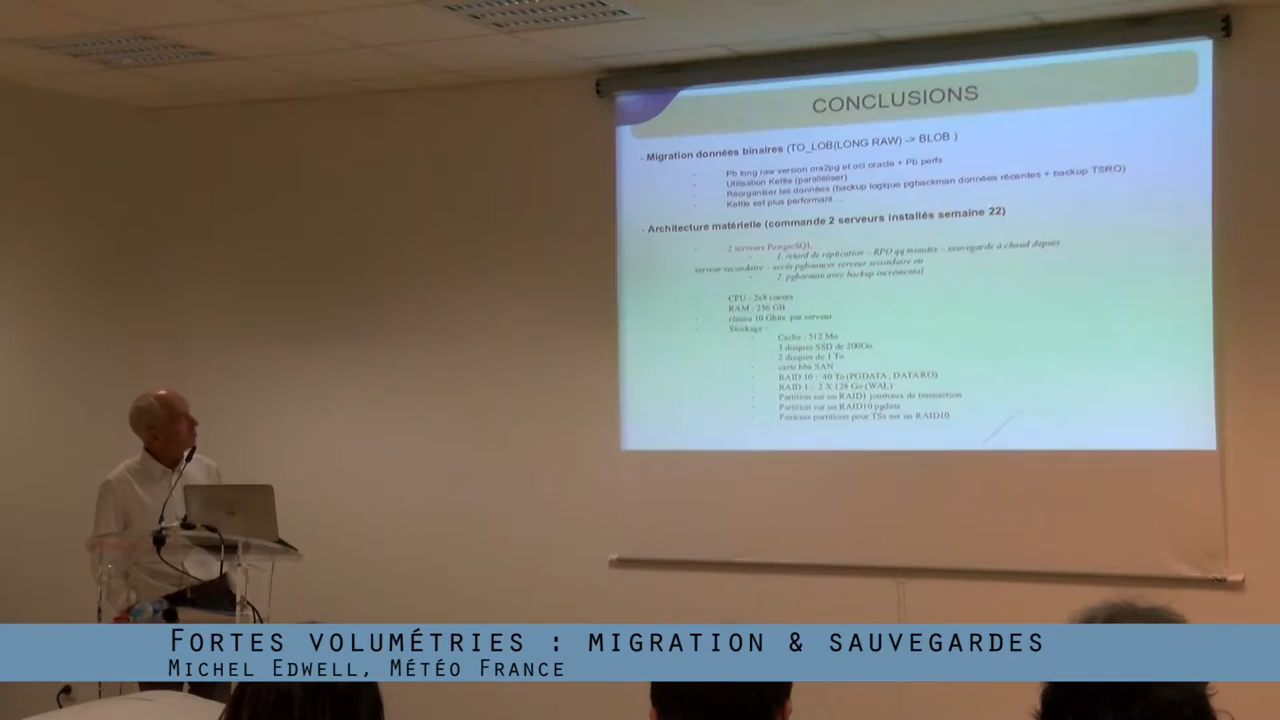 CONCLUSIONS
- Migration données binaires (TO_LOB(LONG RAW) -> BLOB )
- Pb long raw version ora2pg et oci oracle + Pb perfs
- Utilisation Kettle (paralléliser)
- Réorganiser les données (backup logique pgbackman données récentes + backup TSRO)
- Kettle est plus performant ...
- Architecture matérielle (commande 2 serveurs installés semaine 22)
- 2 serveurs PostgreSQL
- 1. retard de réplication – RPO qq minutes – sauvegarde à chaud depuis
serveur secondaire – accès pgbouncer serveur secondaire ou
- 2. pgbarman avec backup incrémental
- CPU : 2x8 coeurs
- RAM : 256 GB
- réseau 10 Gbits par serveur
- Stockage :
- Cache : 512 Mo
- 3 disques SSD de 200Go
- 2 disques de 1 To
- carte hba SAN
- RAID 10 : 40 To (PGDATA, DATARO)
- RAID 1 : 2 X 128 Go (WAL)
- Partition sur un RAID1 journaux de transaction
- Partition sur un RAID10 pgdata
- Pusieurs partitions pour TSs sur un RAID10
FORTES VOLUMÉTRIES : MIGRATION & SAUVEGARDES
MICHEL EDWELL, MÉTÉO FRANCE